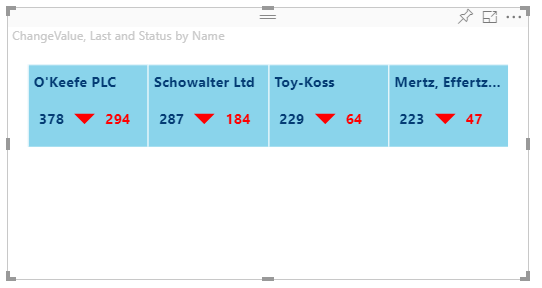 ChangeValue, Last and Status by Name
O'Keefe PLC Schowalter Ltd Toy-Koss Mertz, Effertz...
378 294 287 184 229 64 223 47